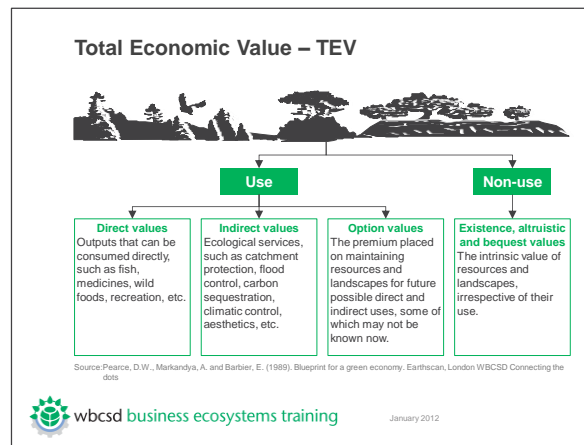 Total Economic Value – TEV
Use
Non-use
Direct values
Outputs that can be
consumed directly,
such as fish,
medicines, wild
foods, recreation, etc.
Indirect values
Ecological services,
such as catchment
protection, flood
control, carbon
sequestration,
climatic control,
aesthetics, etc.
Option values
The premium placed
on maintaining
resources and
landscapes for future
possible direct and
indirect uses, some of
which may not be
known now.
Existence, altruistic
and bequest values
The intrinsic value of
resources and
landscapes,
irrespective of their
use.
Source:Pearce, D.W., Markandya, A. and Barbier, E. (1989). Blueprint for a green economy. Earthscan, London WBCSD Connecting the
dots
wbcsd business ecosystems training
January 2012